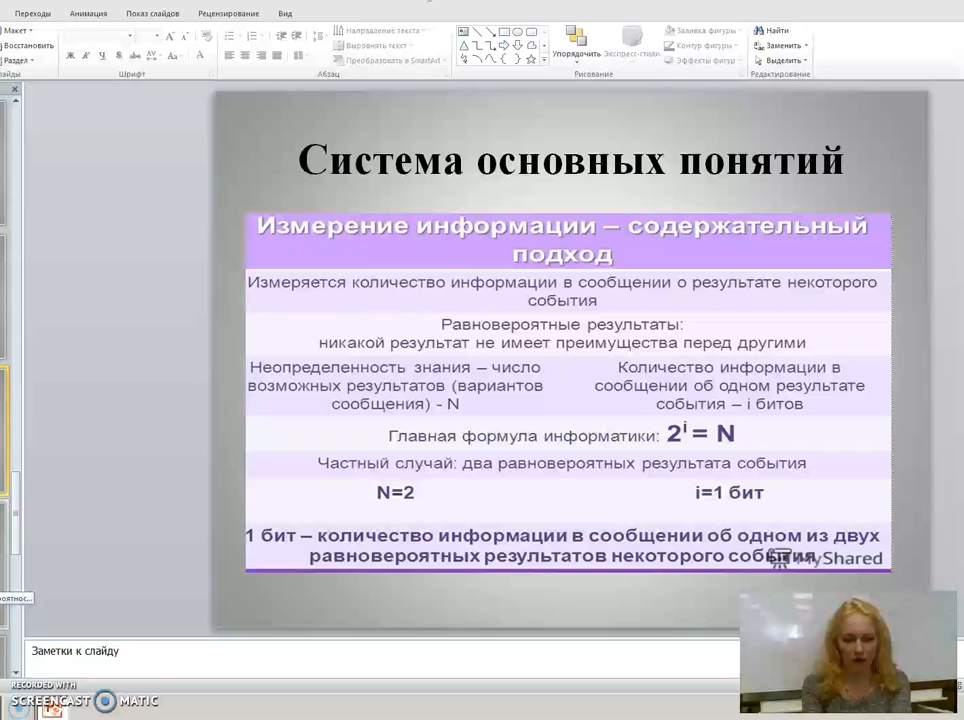 Переходы Анимация Показ слайдов Рецензирование Вид
Макет
Восстановить
Раздел
Ж К Ч
Шрифт
Направление текста
Выровнять текст
Преобразовать в SmartArt
Абзац
Упорядочить
Экспресс-стили
Заливка фигуры
Контур фигуры
Эффекты фигур
Рисование
Найти
Заменить
Выделить
Редактирование
Система основных понятий
Измерение информации – содержательный
подход
Измеряется количество информации в сообщении о результате некоторого
события
Равновероятные результаты:
никакой результат не имеет преимущества перед другими
Неопределенность знания – число
возможных результатов (вариантов
сообщения) - N
Количество информации в
сообщении об одном результате
события – i битов
Главная формула информатики: 2ⁱ = N
Частный случай: два равновероятных результата события
N=2 i=1 бит
1 бит – количество информации в сообщении об одном из двух
равновероятных результатов некоторого события
MyShared
Заметки к слайду
RECORDED WITH
SCREENCAST MATIC